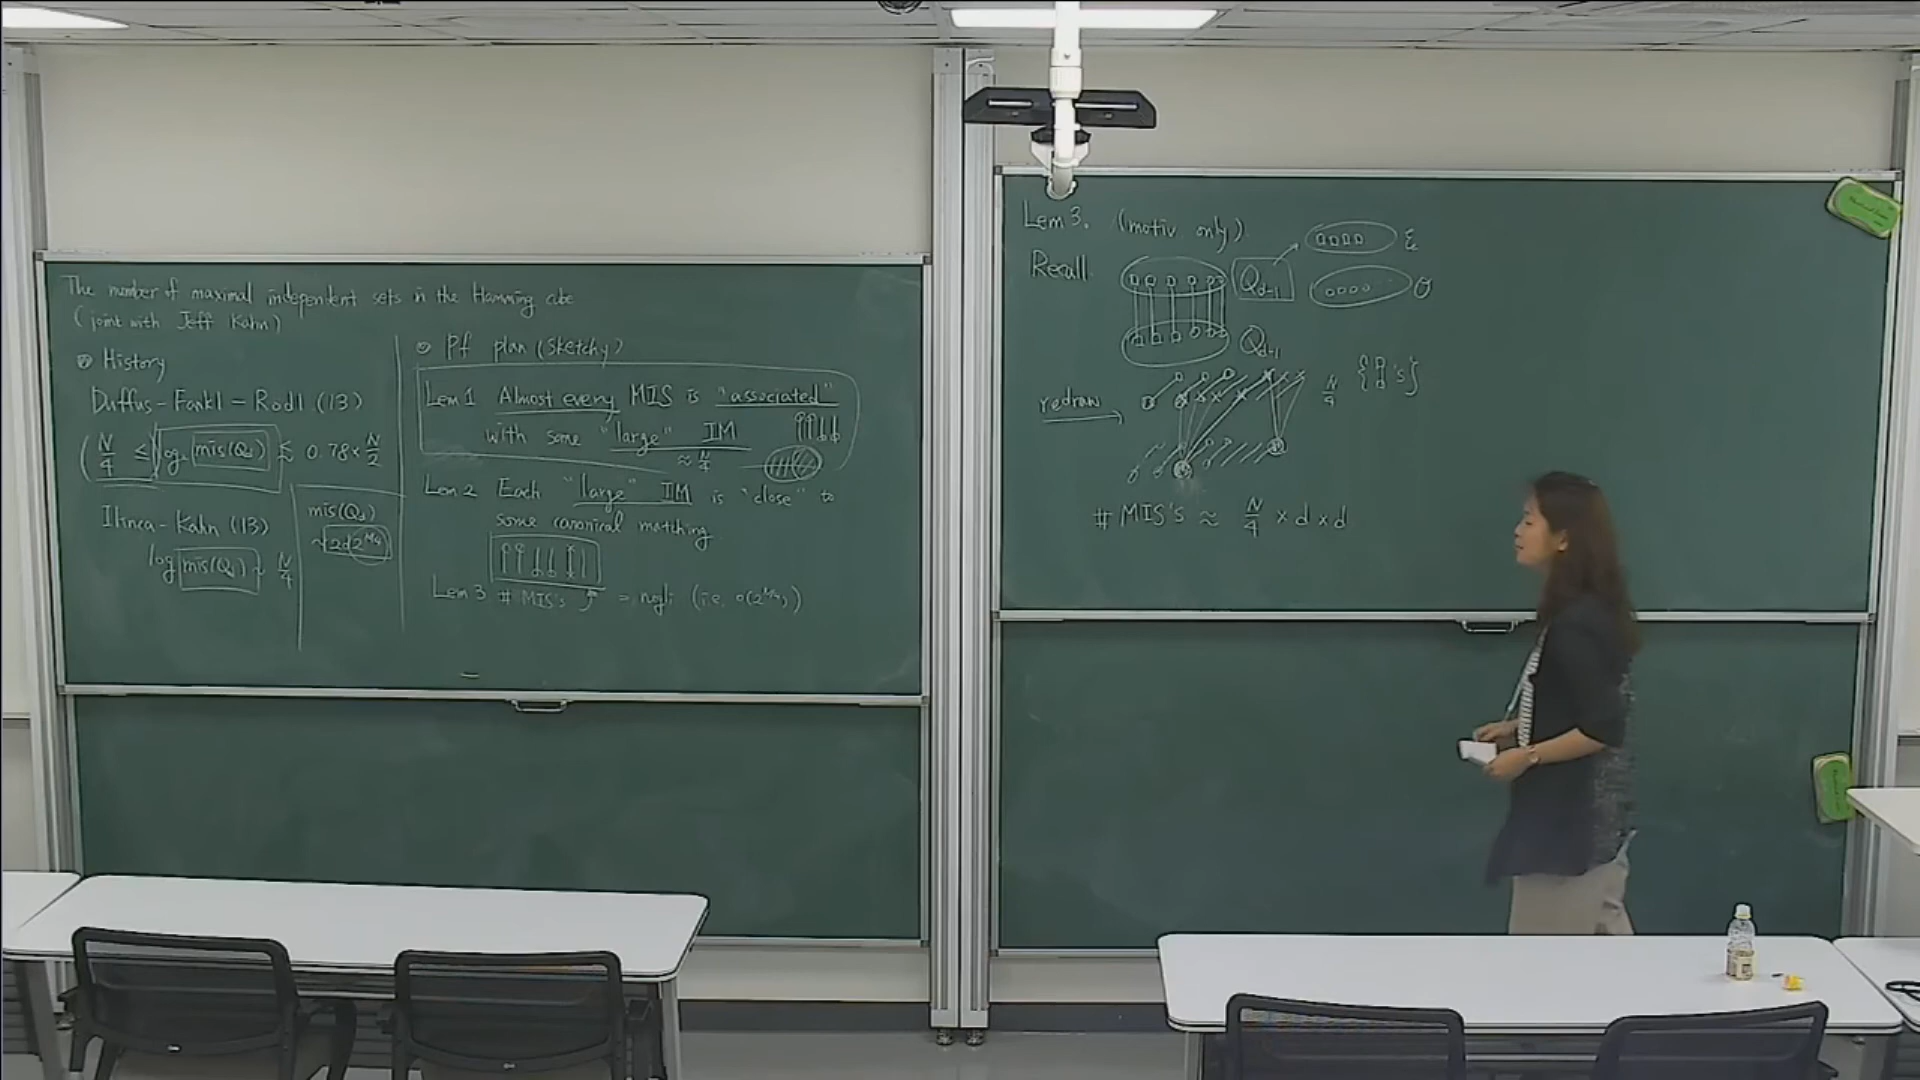 The number of maximal independent sets in the Hamming cube
(joint with Jeff Kahn)
History
Duffus - Frankl - Rodl (13)
( N/4 ≤ log₂ mis(Q_d) ≤ 0.78 × N/2
Ilinca - Kahn (13)
log mis(Q_d) ~ N/4
mis(Q_d)
~ 2d2^{N/4}
Pf plan (sketchy)
Lem 1 Almost every MIS is "associated"
with some "large" IM
≈ N/4
Lem 2 Each "large" IM is "close" to
some canonical matching
Lem 3 # MIS's = negli (i.e. o(2^{N/4}))
Lem 3. (motiv only)
Recall
Q_{d-1} ℰ
𝒪
Q_{d-1}
redraw
N/4 { 's}
# MIS's ≈ N/4 × d × d